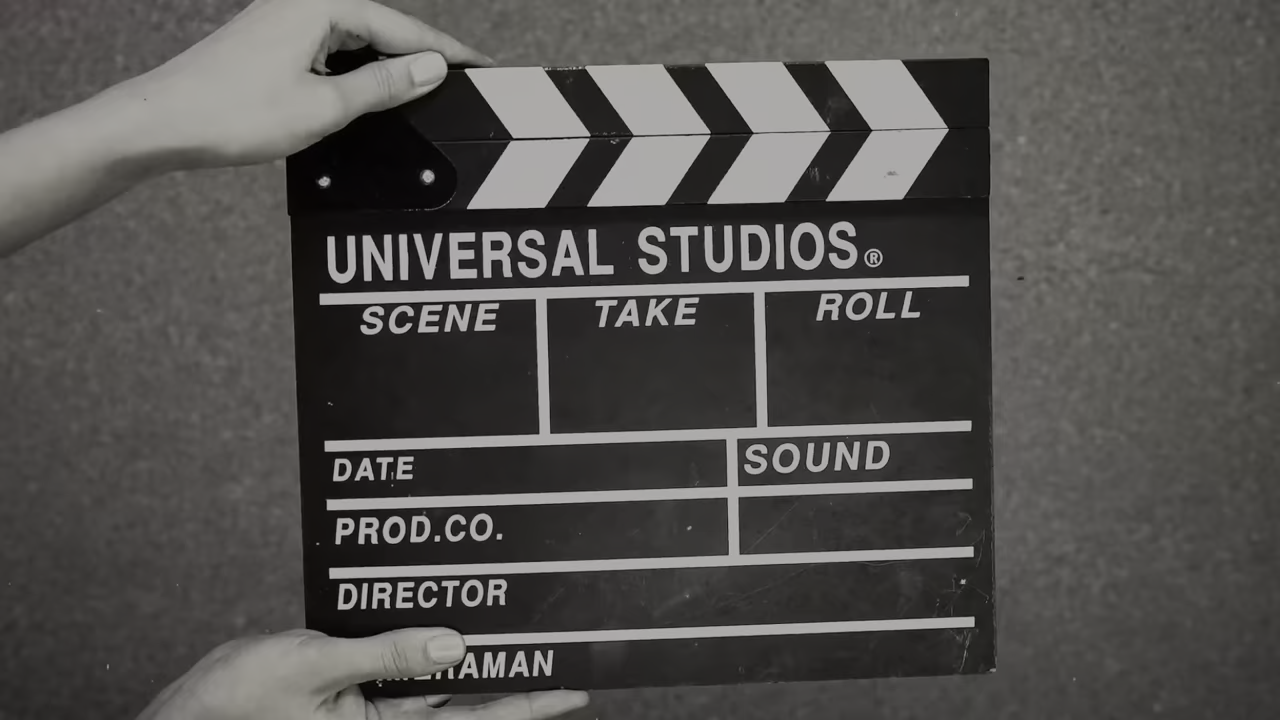 UNIVERSAL STUDIOS®
SCENE TAKE ROLL
DATE SOUND
PROD.CO.
DIRECTOR